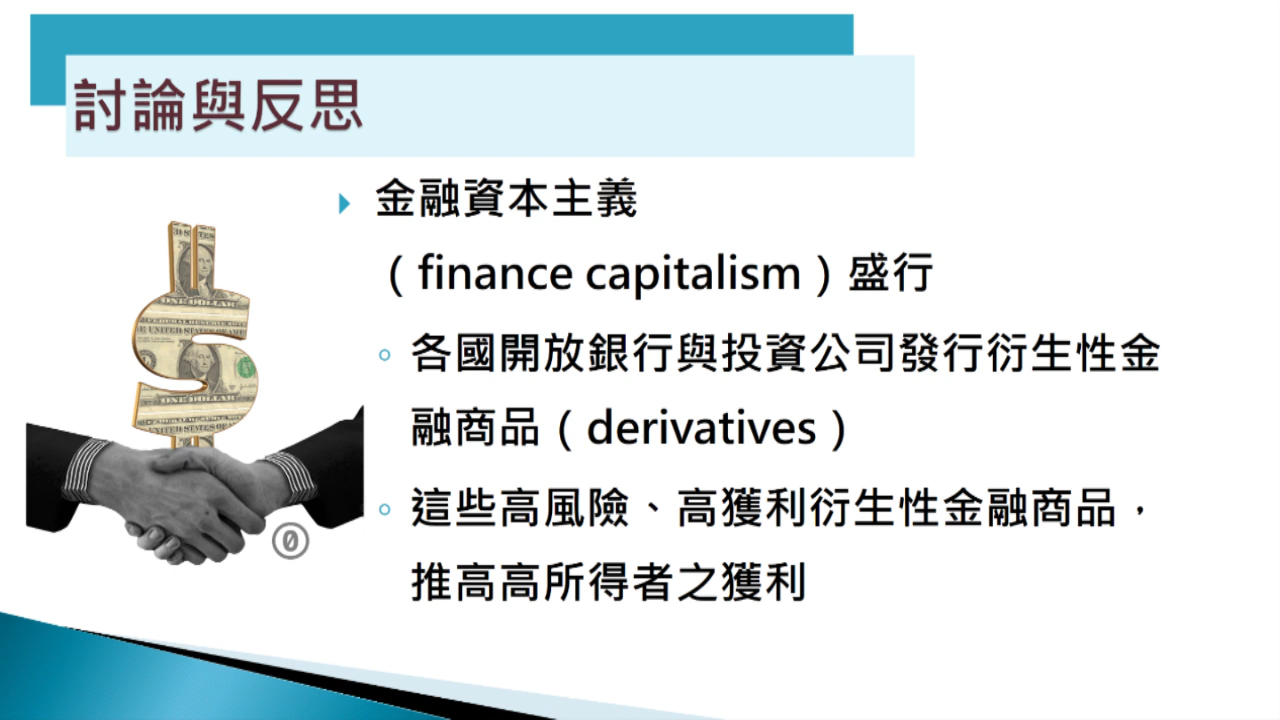 討論與反思
金融資本主義
（finance capitalism）盛行
各國開放銀行與投資公司發行衍生性金
融商品（derivatives）
這些高風險、高獲利衍生性金融商品，
推高高所得者之獲利